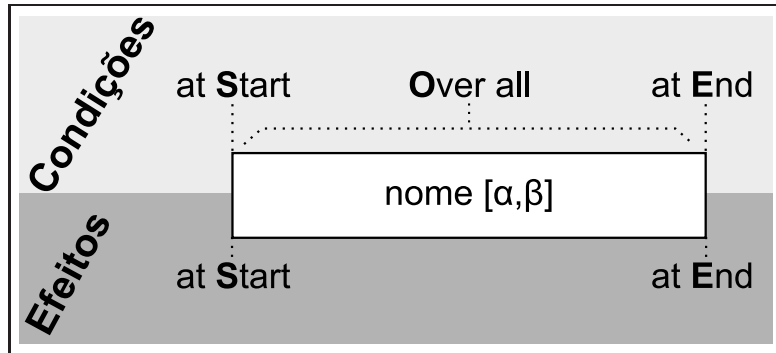 Condições
at Start Over all at End
nome [α,β]
Efeitos
at Start at End